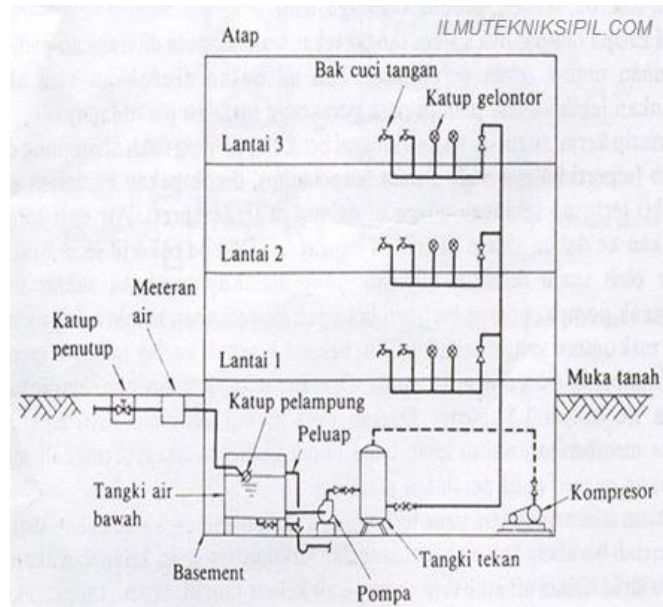 ILMUTEKNIKSIPIL.COM
Atap
Bak cuci tangan
Katup gelontor
Lantai 3
Lantai 2
Meteran
air
Katup
penutup
Lantai 1
Muka tanah
Katup pelampung
Peluap
Tangki air
bawah
Kompresor
Tangki tekan
Basement
Pompa